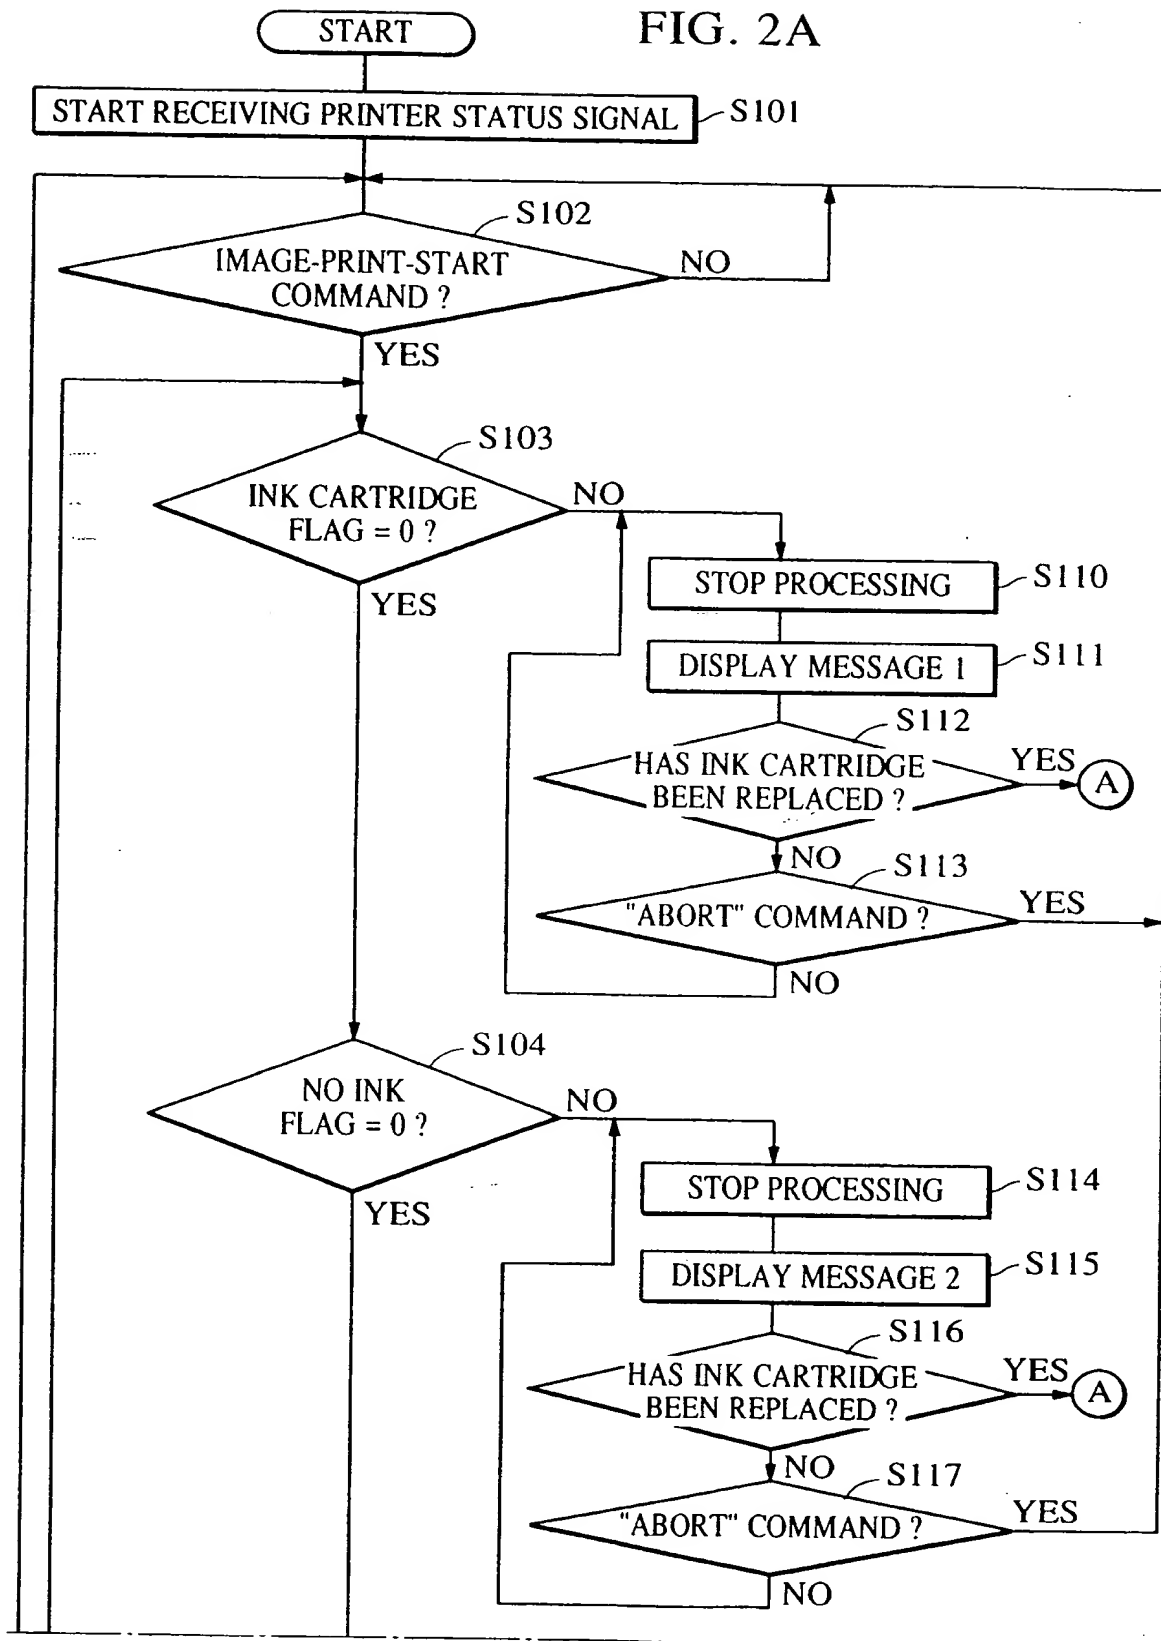 FIG. 2A
START
START RECEIVING PRINTER STATUS SIGNAL
S101
S102
IMAGE-PRINT-START
COMMAND ?
NO
YES
S103
INK CARTRIDGE
FLAG = 0 ?
NO
YES
STOP PROCESSING
S110
DISPLAY MESSAGE 1
S111
S112
HAS INK CARTRIDGE
BEEN REPLACED ?
YES
A
NO
S113
"ABORT" COMMAND ?
YES
NO
S104
NO INK
FLAG = 0 ?
NO
YES
STOP PROCESSING
S114
DISPLAY MESSAGE 2
S115
S116
HAS INK CARTRIDGE
BEEN REPLACED ?
YES
A
NO
S117
"ABORT" COMMAND ?
YES
NO